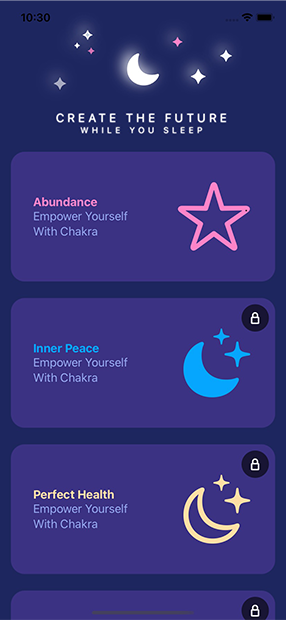 10:30
CREATE THE FUTURE
WHILE YOU SLEEP
Abundance
Empower Yourself
With Chakra
Inner Peace
Empower Yourself
With Chakra
Perfect Health
Empower Yourself
With Chakra